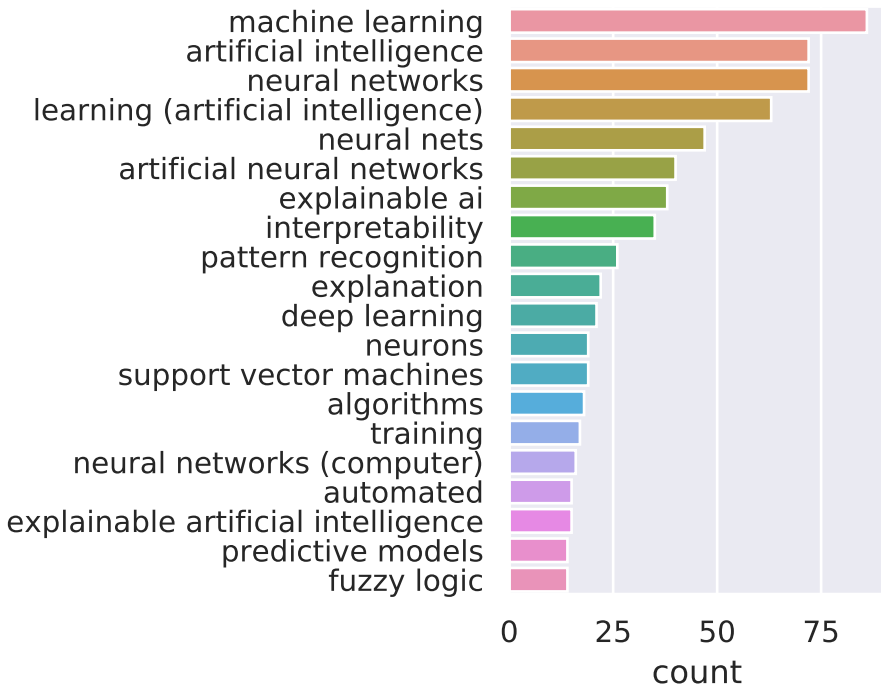 machine learning
artificial intelligence
neural networks
learning (artificial intelligence)
neural nets
artificial neural networks
explainable ai
interpretability
pattern recognition
explanation
deep learning
neurons
support vector machines
algorithms
training
neural networks (computer)
automated
explainable artificial intelligence
predictive models
fuzzy logic
0 25 50 75
count